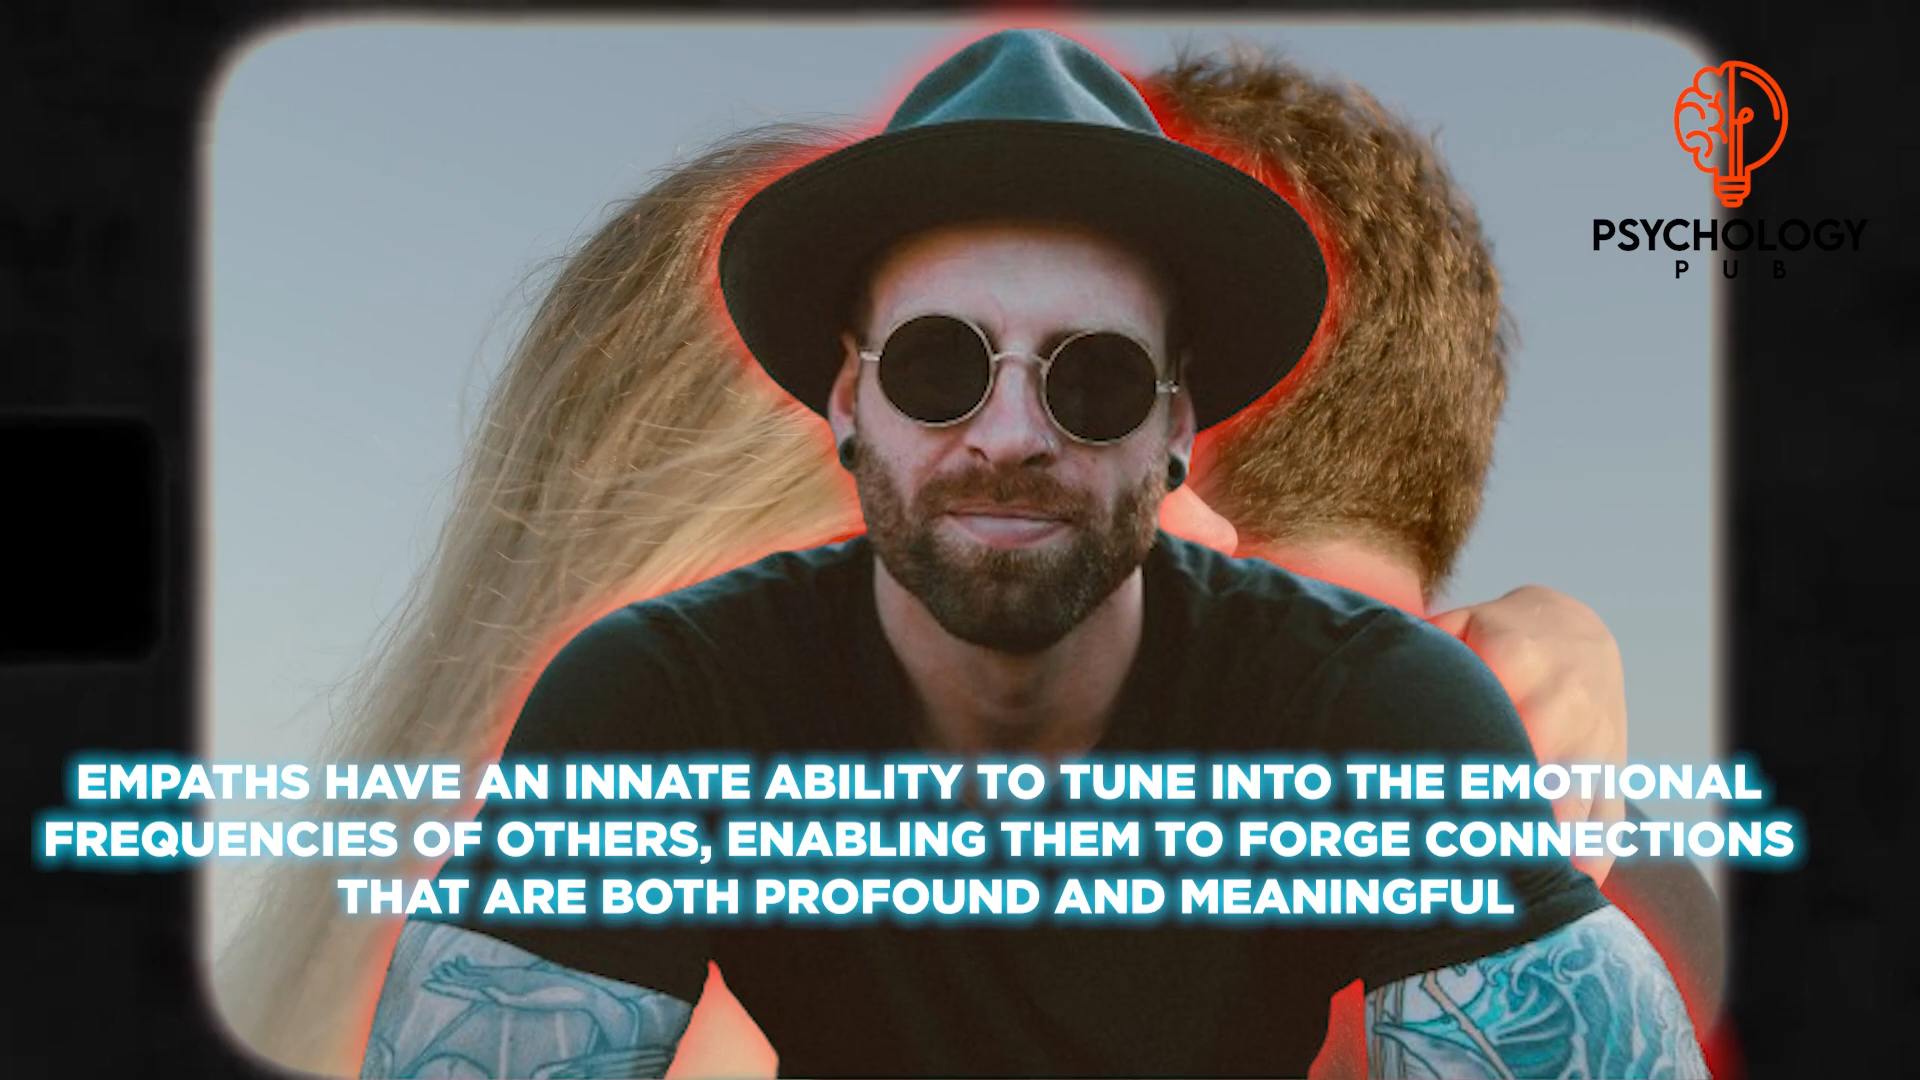 PSYCHOLOGY
PUB
EMPATHS HAVE AN INNATE ABILITY TO TUNE INTO THE EMOTIONAL
FREQUENCIES OF OTHERS, ENABLING THEM TO FORGE CONNECTIONS
THAT ARE BOTH PROFOUND AND MEANINGFUL